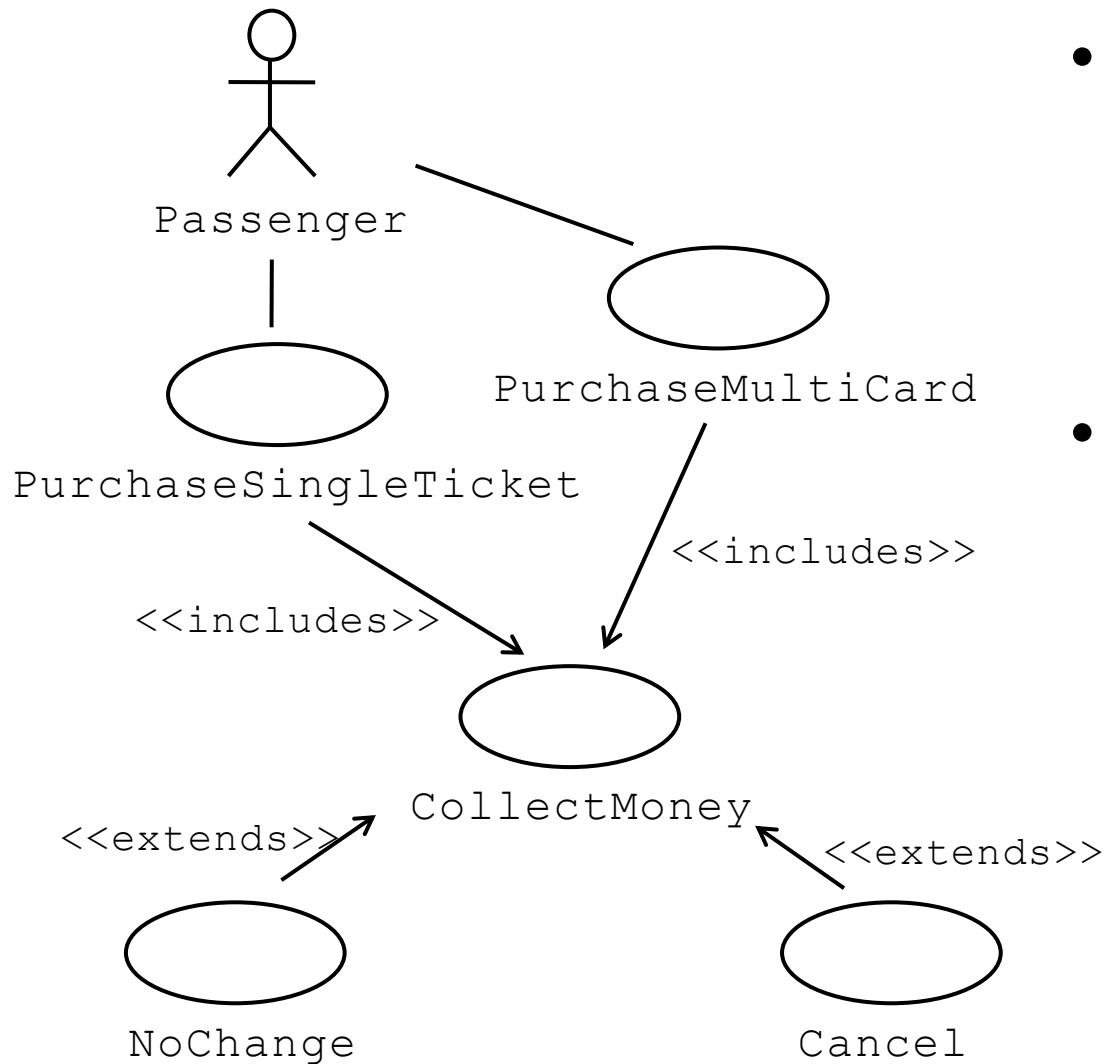 Passenger
PurchaseMultiCard
PurchaseSingleTicket
<<includes>>
<<includes>>
CollectMoney
<<extends>>
<<extends>>
NoChange
Cancel